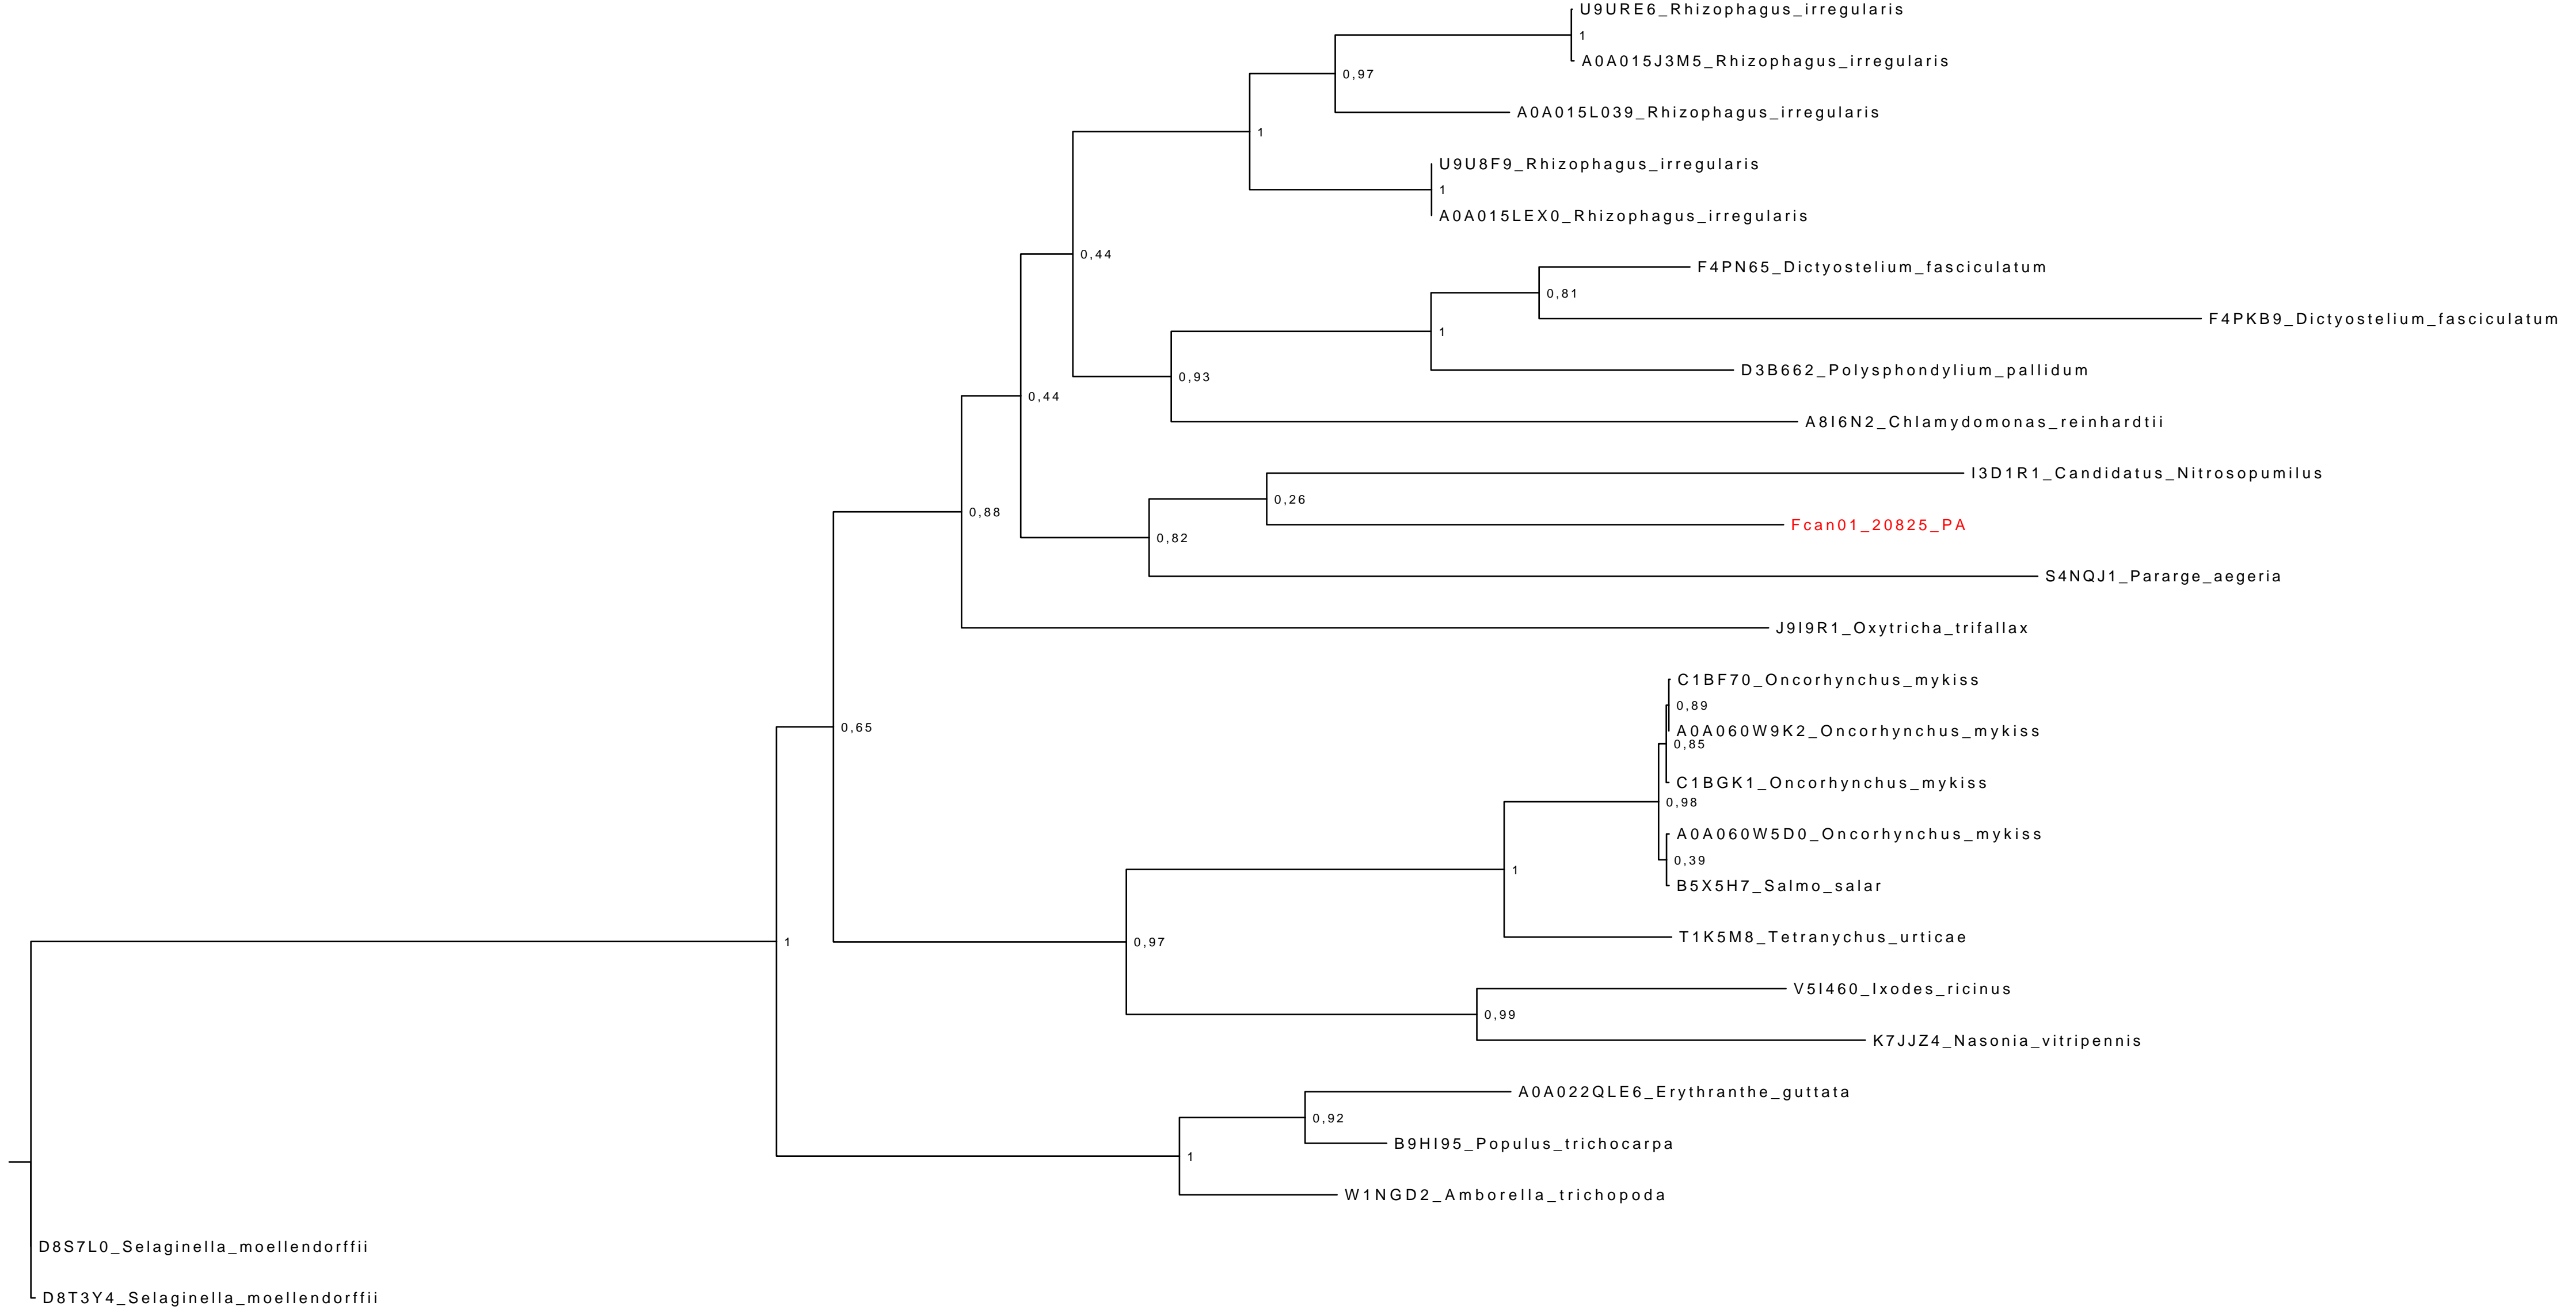 U9URE6_Rhizophagus_irregularis
1
A0A015J3M5_Rhizophagus_irregularis
0,97
A0A015L039_Rhizophagus_irregularis
1
U9U8F9_Rhizophagus_irregularis
1
A0A015LEX0_Rhizophagus_irregularis
0,44
F4PN65_Dictyostelium_fasciculatum
0,81
F4PKB9_Dictyostelium_fasciculatum
1
D3B662_Polysphondylium_pallidum
0,93
0,44
A8I6N2_Chlamydomonas_reinhardtii
I3D1R1_Candidatus_Nitrosopumilus
0,26
0,88
Fcan01_20825_PA
0,82
S4NQJ1_Pararge_aegeria
J9I9R1_Oxytricha_trifallax
C1BF70_Oncorhynchus_mykiss
0,89
0,65
A0A060W9K2_Oncorhynchus_mykiss
0,85
C1BGK1_Oncorhynchus_mykiss
0,98
A0A060W5D0_Oncorhynchus_mykiss
0,39
1
B5X5H7_Salmo_salar
T1K5M8_Tetranychus_urticae
1
0,97
V5I460_Ixodes_ricinus
0,99
K7JJZ4_Nasonia_vitripennis
A0A022QLE6_Erythranthe_guttata
0,92
B9HI95_Populus_trichocarpa
1
W1NGD2_Amborella_trichopoda
D8S7L0_Selaginella_moellendorffii
D8T3Y4_Selaginella_moellendorffii